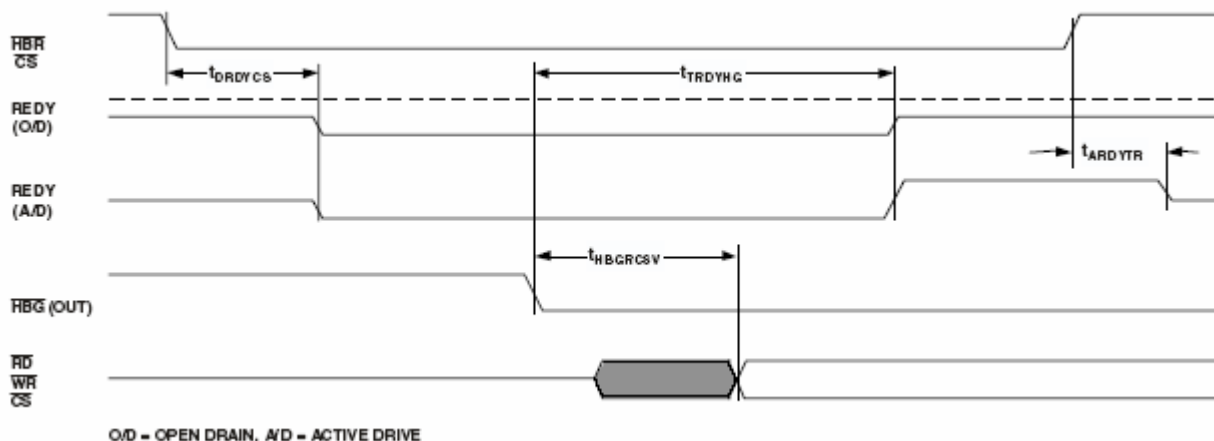 HBR
CS
tDRDYCS
tTRDYHG
REDY
(O/D)
tARDYTR
REDY
(A/D)
tHBGRCSV
HBG (OUT)
RD
WR
CS
O/D = OPEN DRAIN, A/D = ACTIVE DRIVE